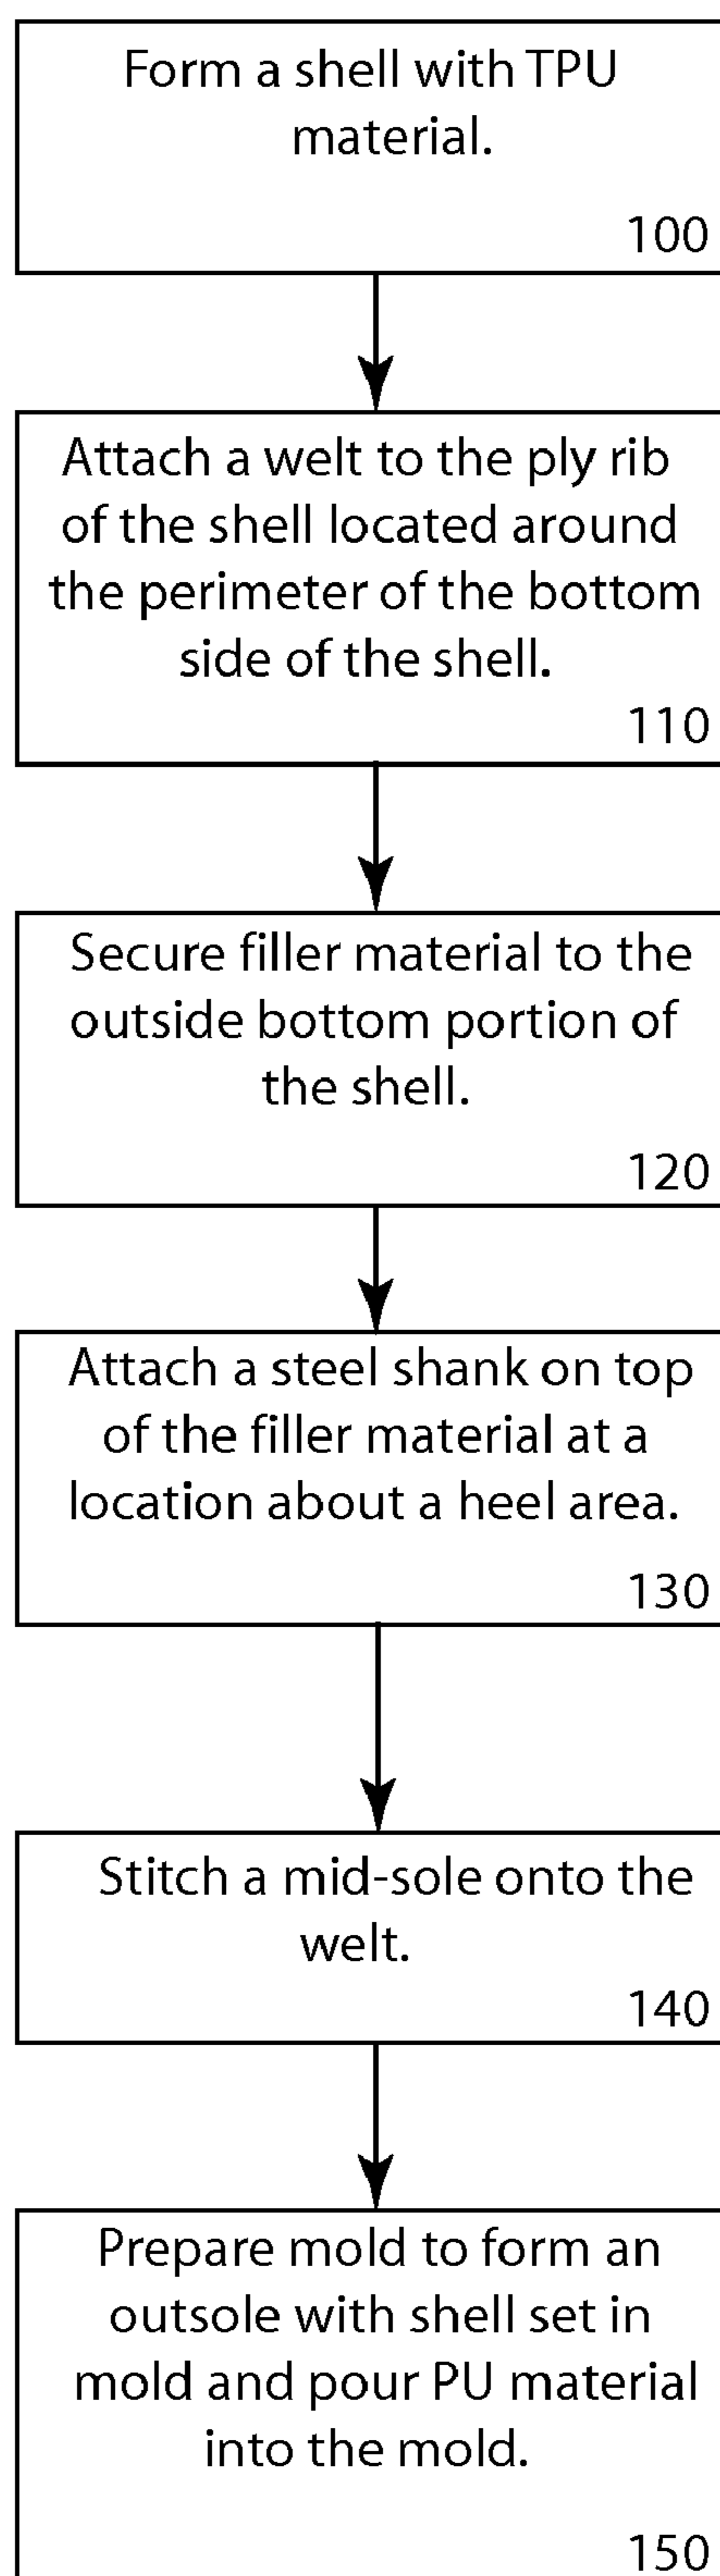 Form a shell with TPU
material.
100
Attach a welt to the ply rib
of the shell located around
the perimeter of the bottom
side of the shell.
110
Secure filler material to the
outside bottom portion of
the shell.
120
Attach a steel shank on top
of the filler material at a
location about a heel area.
130
Stitch a mid-sole onto the
welt.
140
Prepare mold to form an
outsole with shell set in
mold and pour PU material
into the mold.
150